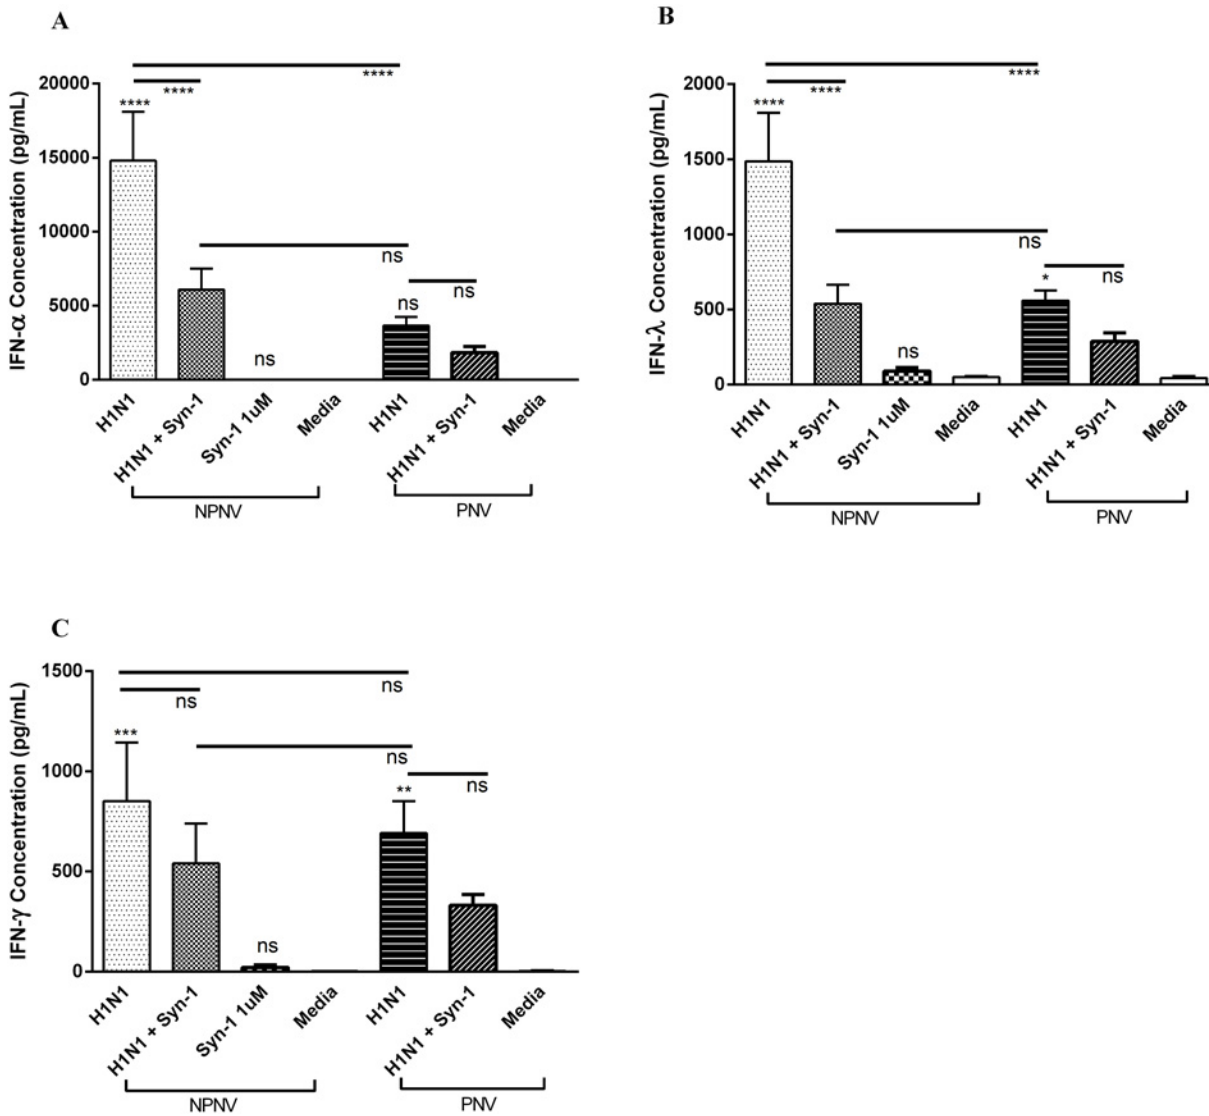 A
IFN-α Concentration (pg/mL)
20000
15000
10000
5000
0
****
****
****
ns
ns
ns
ns
ns
H1N1
H1N1 + Syn-1
Syn-1 1uM
Media
H1N1
H1N1 + Syn-1
Media
NPNV
PNV
B
IFN-λ Concentration (pg/mL)
2000
1500
1000
500
0
****
****
****
ns
ns
*
ns
H1N1
H1N1 + Syn-1
Syn-1 1uM
Media
H1N1
H1N1 + Syn-1
Media
NPNV
PNV
C
IFN-γ Concentration (pg/mL)
1500
1000
500
0
ns
ns
***
ns
ns
**
ns
H1N1
H1N1 + Syn-1
Syn-1 1uM
Media
H1N1
H1N1 + Syn-1
Media
NPNV
PNV